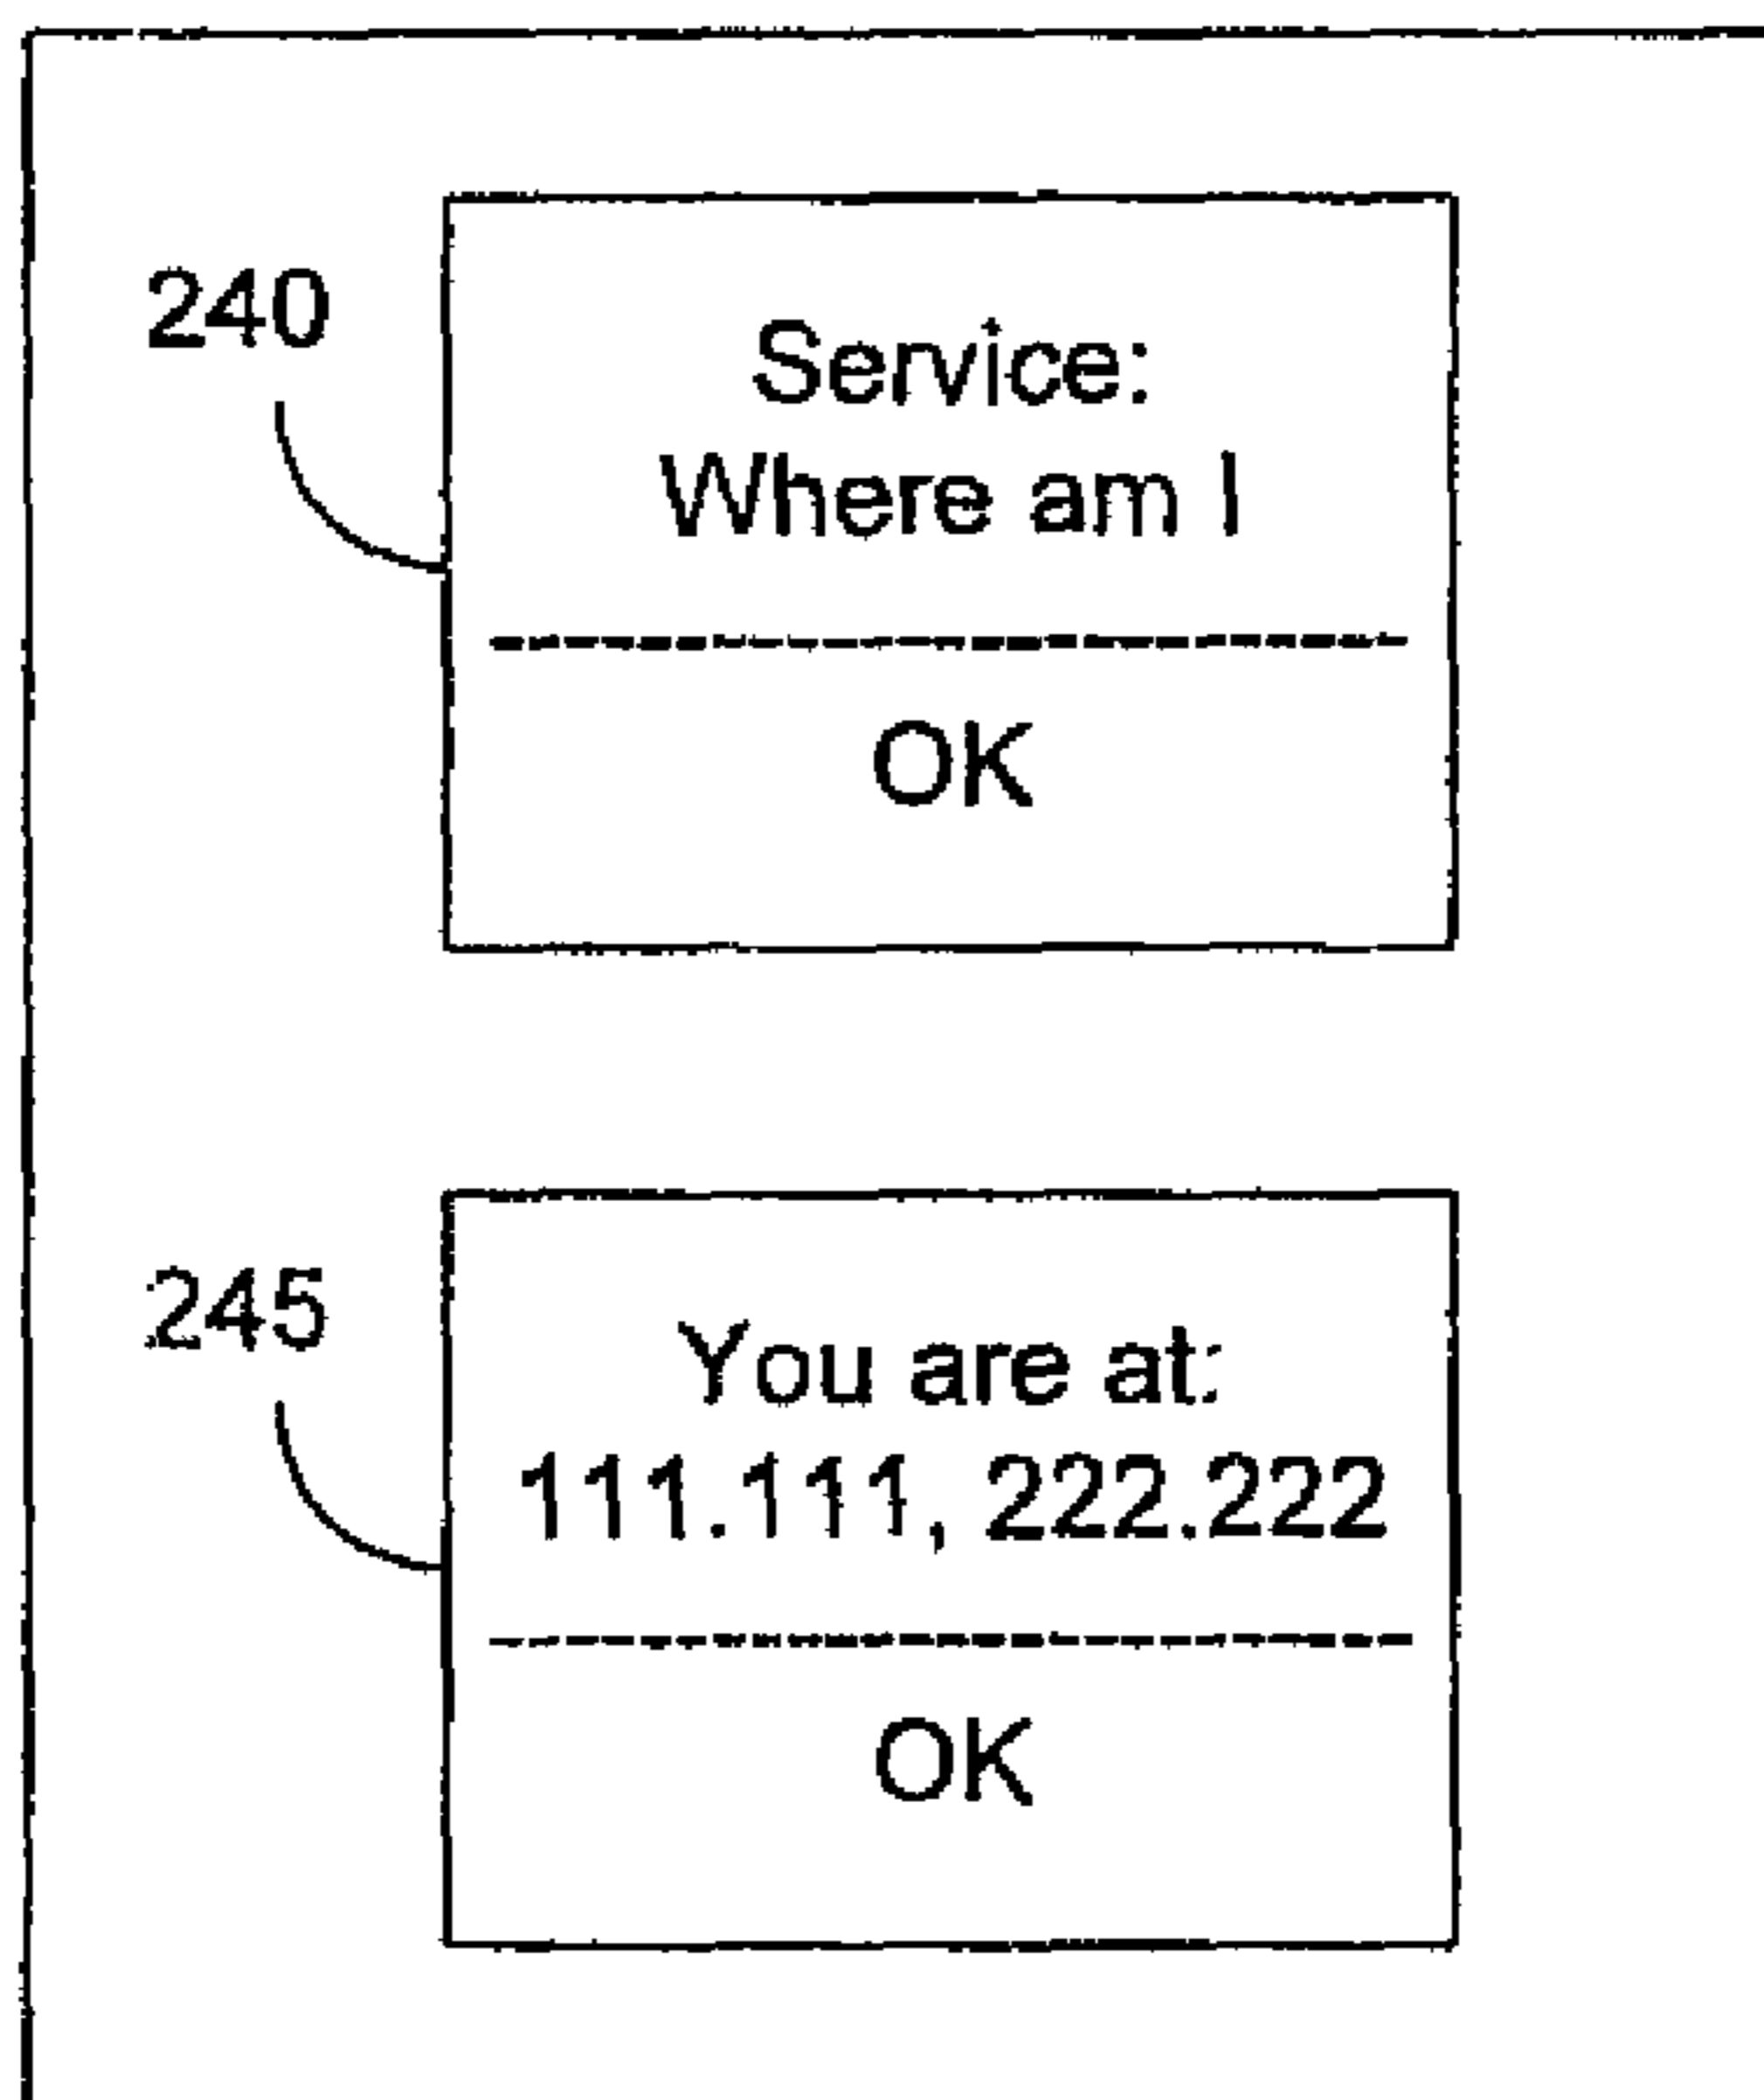 240
Service:
Where am I
OK
245
You are at:
111.111, 222.222
OK